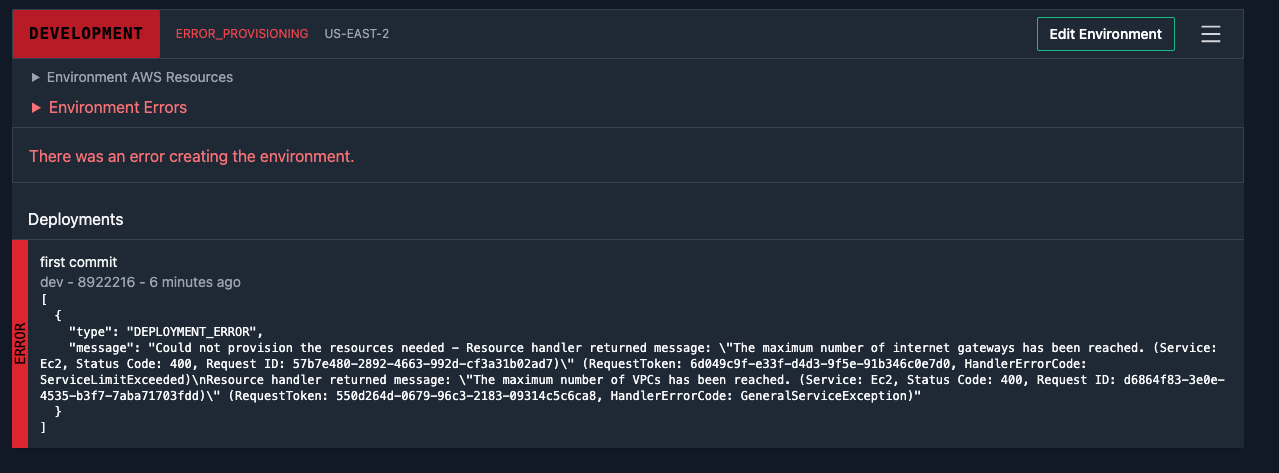 DEVELOPMENT ERROR_PROVISIONING US-EAST-2 Edit Environment
▶ Environment AWS Resources
▶ Environment Errors
There was an error creating the environment.
Deployments
ERROR
first commit
dev - 8922216 - 6 minutes ago
[
  {
    "type": "DEPLOYMENT_ERROR",
    "message": "Could not provision the resources needed - Resource handler returned message: \"The maximum number of internet gateways has been reached. (Service:
Ec2, Status Code: 400, Request ID: 57b7e480-2892-4663-992d-cf3a31b02ad7)\" (RequestToken: 6d049c9f-e33f-d4d3-9f5e-91b346c0e7d0, HandlerErrorCode:
ServiceLimitExceeded)\nResource handler returned message: \"The maximum number of VPCs has been reached. (Service: Ec2, Status Code: 400, Request ID: d6864f83-3e0e-
4535-b3f7-7aba71703fdd)\" (RequestToken: 550d264d-0679-96c3-2183-09314c5c6ca8, HandlerErrorCode: GeneralServiceException)"
  }
]